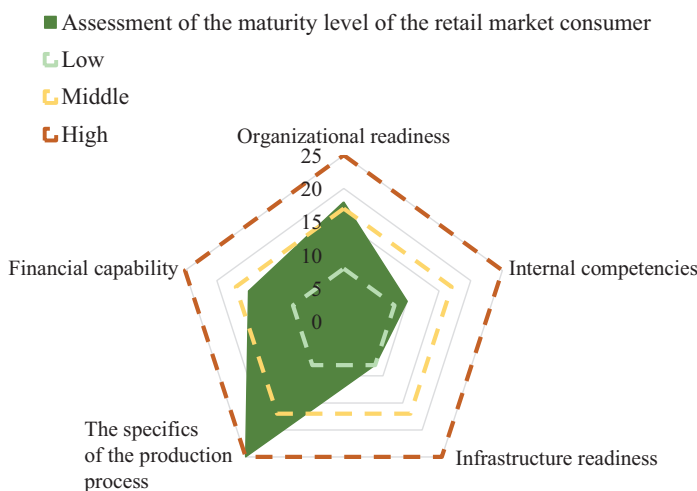 Assessment of the maturity level of the retail market consumer
Low
Middle
High
Organizational readiness
25
20
15
10
5
0
Financial capability
Internal competencies
The specifics
of the production
process
Infrastructure readiness